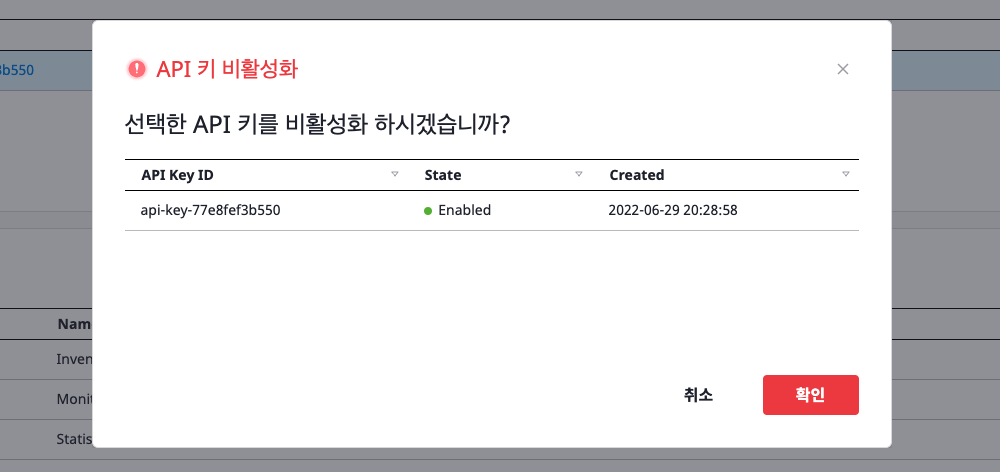 3b550
API 키 비활성화
선택한 API 키를 비활성화 하시겠습니까?
API Key ID State Created
api-key-77e8fef3b550 Enabled 2022-06-29 20:28:58
Nam
Inven
Monit
Statis
취소 확인